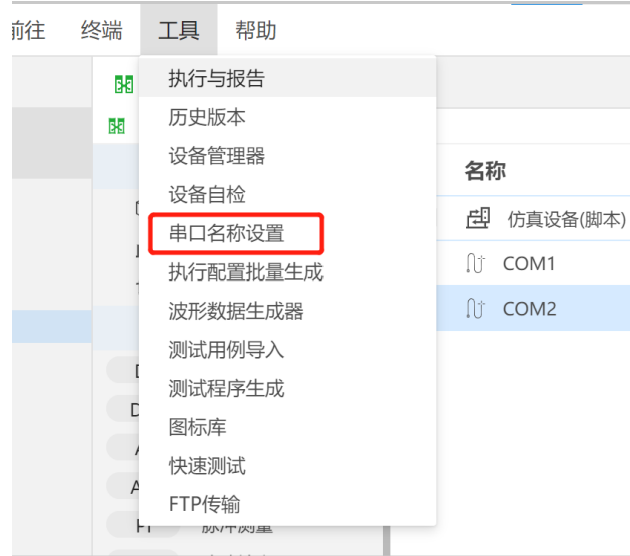 前往 终端 工具 帮助
执行与报告
历史版本
设备管理器
设备自检
串口名称设置
执行配置批量生成
波形数据生成器
测试用例导入
测试程序生成
图标库
快速测试
FTP传输
脉冲测量
名称
仿真设备(脚本)
COM1
COM2